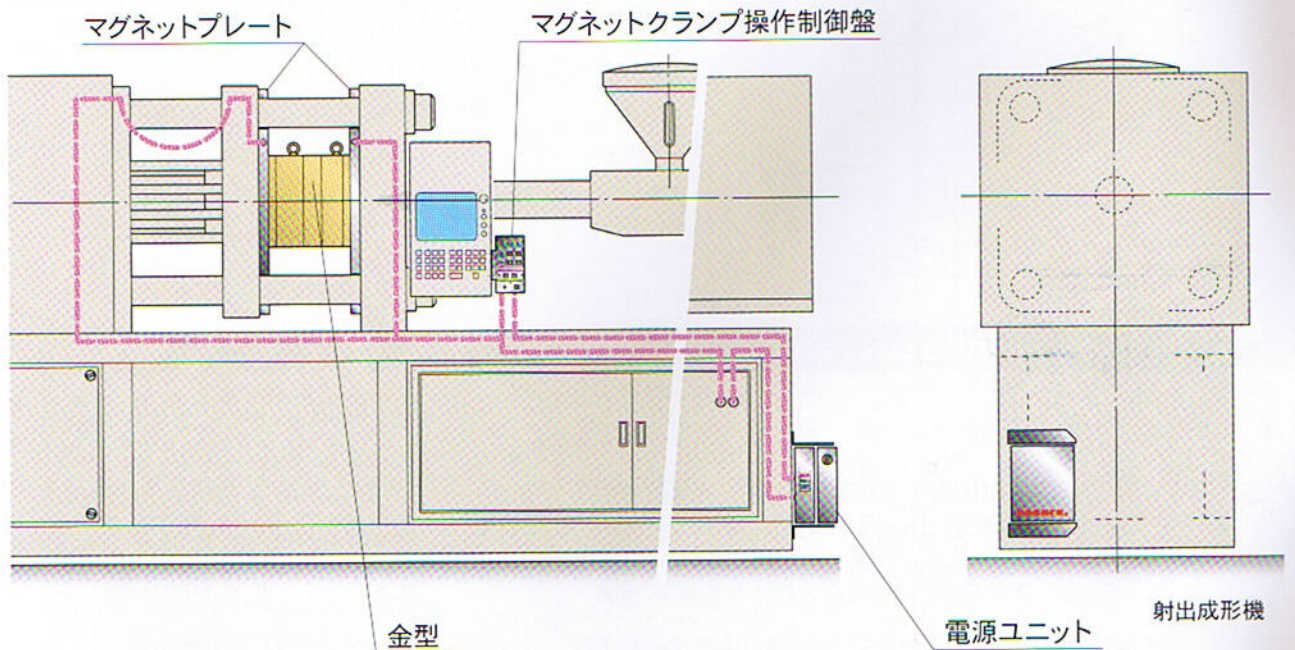 マグネットプレート
マグネットクランプ操作制御盤
金型
電源ユニット
射出成形機